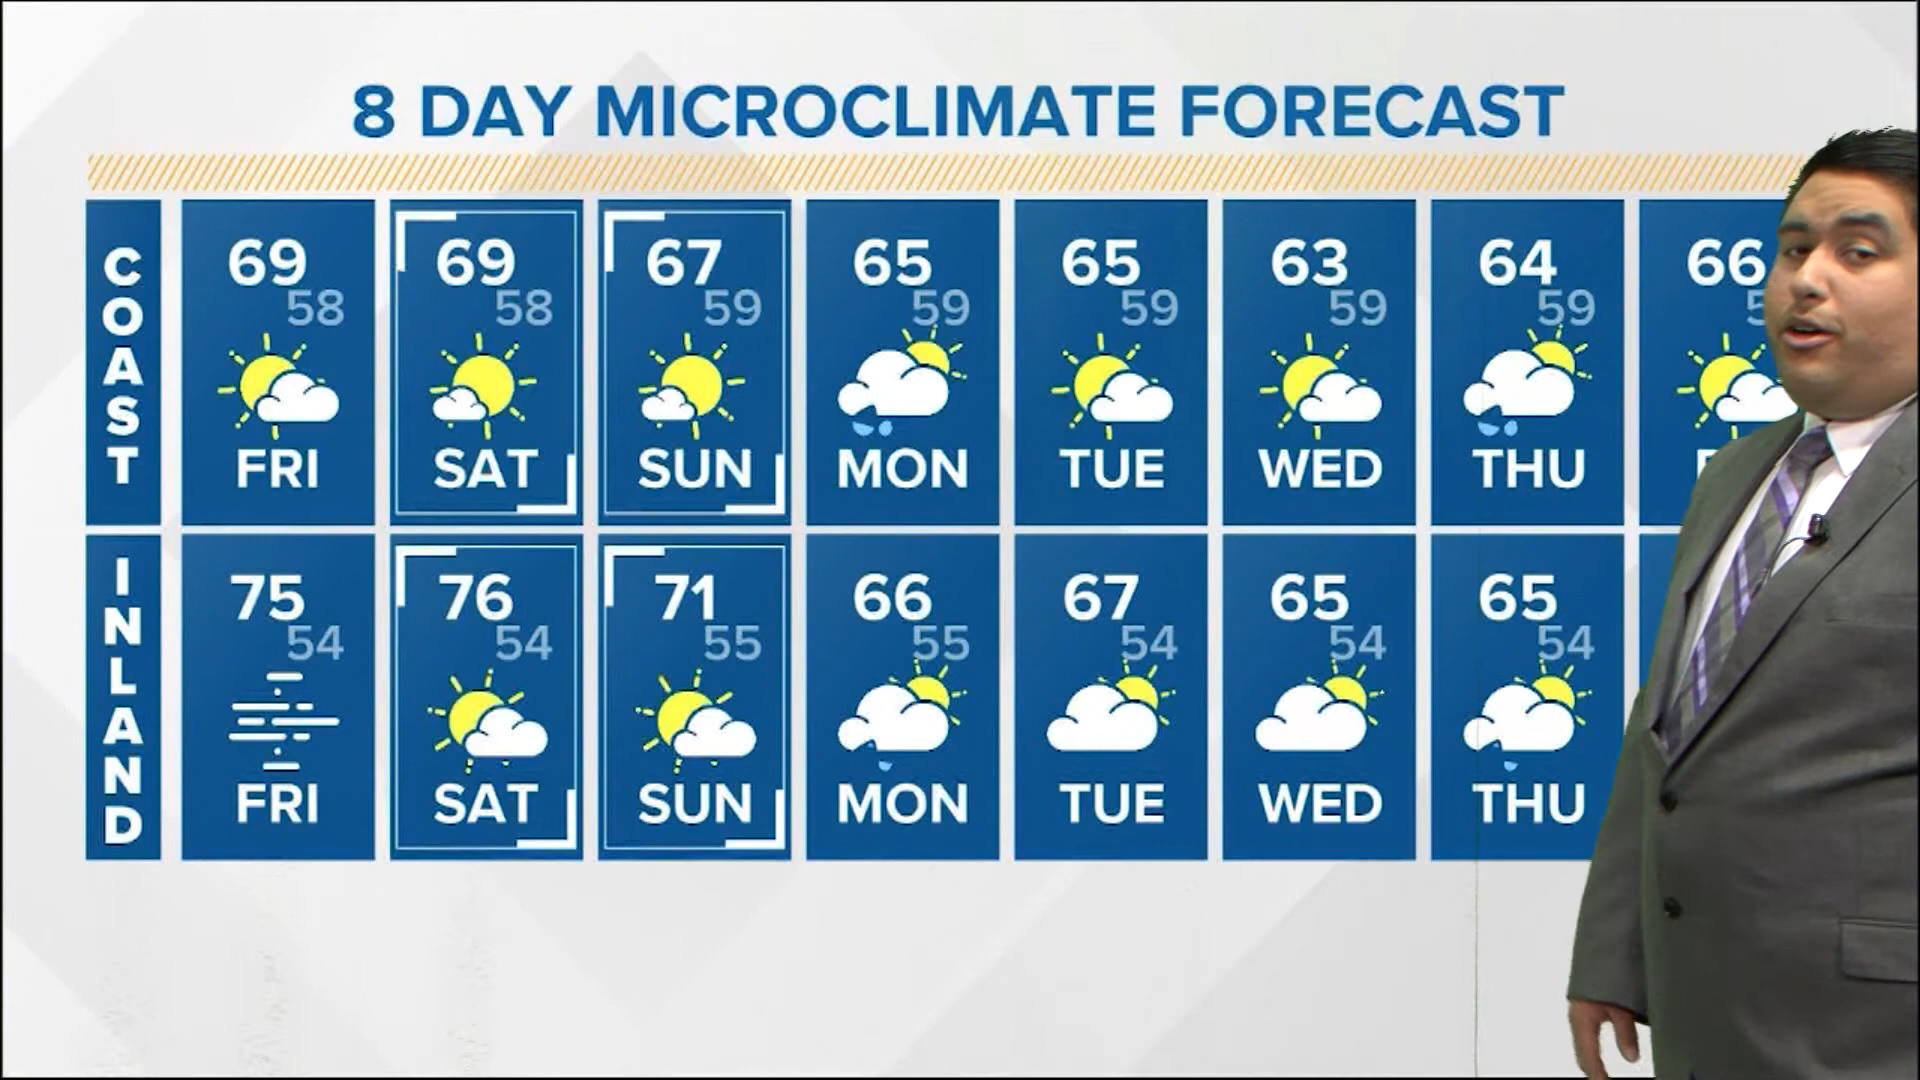 8 DAY MICROCLIMATE FORECAST
COAST
69 69 67 65 65 63 64 66
58 58 59 59 59 59 59
FRI SAT SUN MON TUE WED THU
INLAND
75 76 71 66 67 65 65
54 54 55 55 54 54 54
FRI SAT SUN MON TUE WED THU